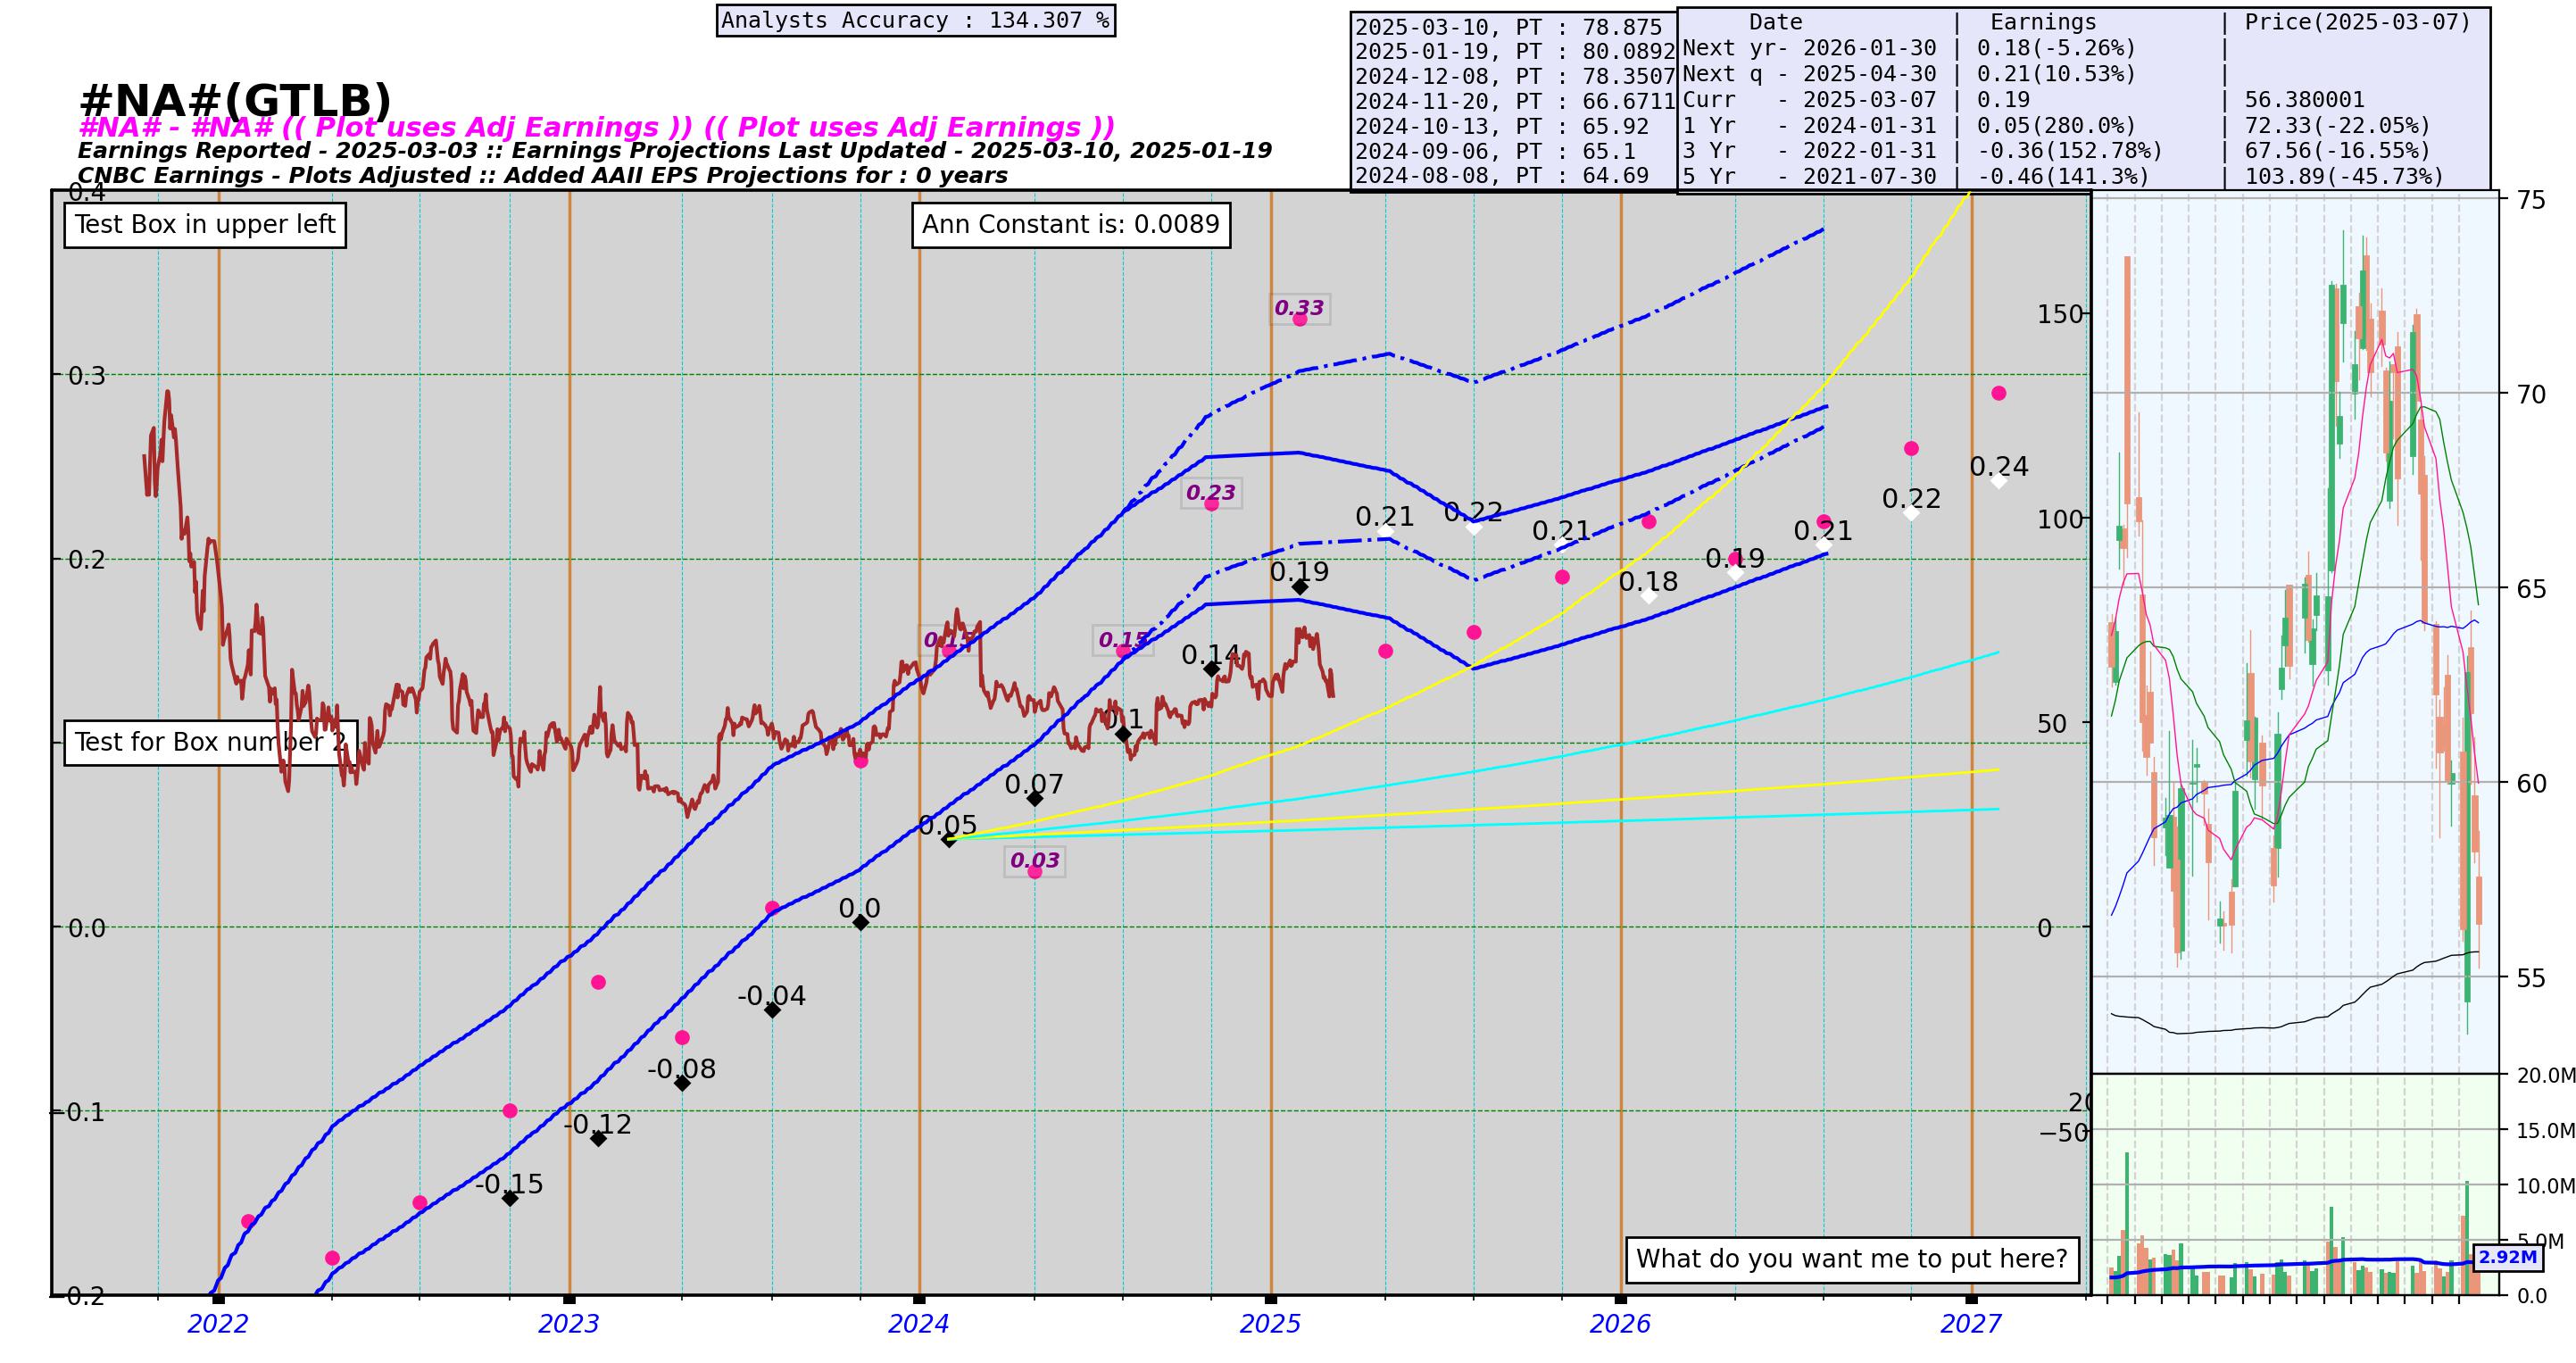 Analysts Accuracy : 134.307 %
2025-03-10, PT : 78.875
2025-01-19, PT : 80.0892
2024-12-08, PT : 78.3507
2024-11-20, PT : 66.6711
2024-10-13, PT : 65.92
2024-09-06, PT : 65.1
2024-08-08, PT : 64.69
Date | Earnings | Price(2025-03-07)
Next yr- 2026-01-30 | 0.18(-5.26%) |
Next q - 2025-04-30 | 0.21(10.53%) |
Curr - 2025-03-07 | 0.19 | 56.380001
1 Yr - 2024-01-31 | 0.05(280.0%) | 72.33(-22.05%)
3 Yr - 2022-01-31 | -0.36(152.78%) | 67.56(-16.55%)
5 Yr - 2021-07-30 | -0.46(141.3%) | 103.89(-45.73%)
#NA#(GTLB)
#NA# - #NA# (( Plot uses Adj Earnings )) (( Plot uses Adj Earnings ))
Earnings Reported - 2025-03-03 :: Earnings Projections Last Updated - 2025-03-10, 2025-01-19
CNBC Earnings - Plots Adjusted :: Added AAII EPS Projections for : 0 years
Test Box in upper left
Ann Constant is: 0.0089
Test for Box number 2
What do you want me to put here?
0.4
0.3
0.2
0.0
−0.1
−0.2
-0.15
-0.12
-0.08
-0.04
0.0
0.05
0.07
0.1
0.14
0.19
0.21
0.22
0.21
0.18
0.19
0.21
0.22
0.24
0.15
0.03
0.15
0.23
0.33
150
100
50
0
−50
20
75
70
65
60
55
20.0M
15.0M
10.0M
5.0M
0.0
2.92M
2022
2023
2024
2025
2026
2027